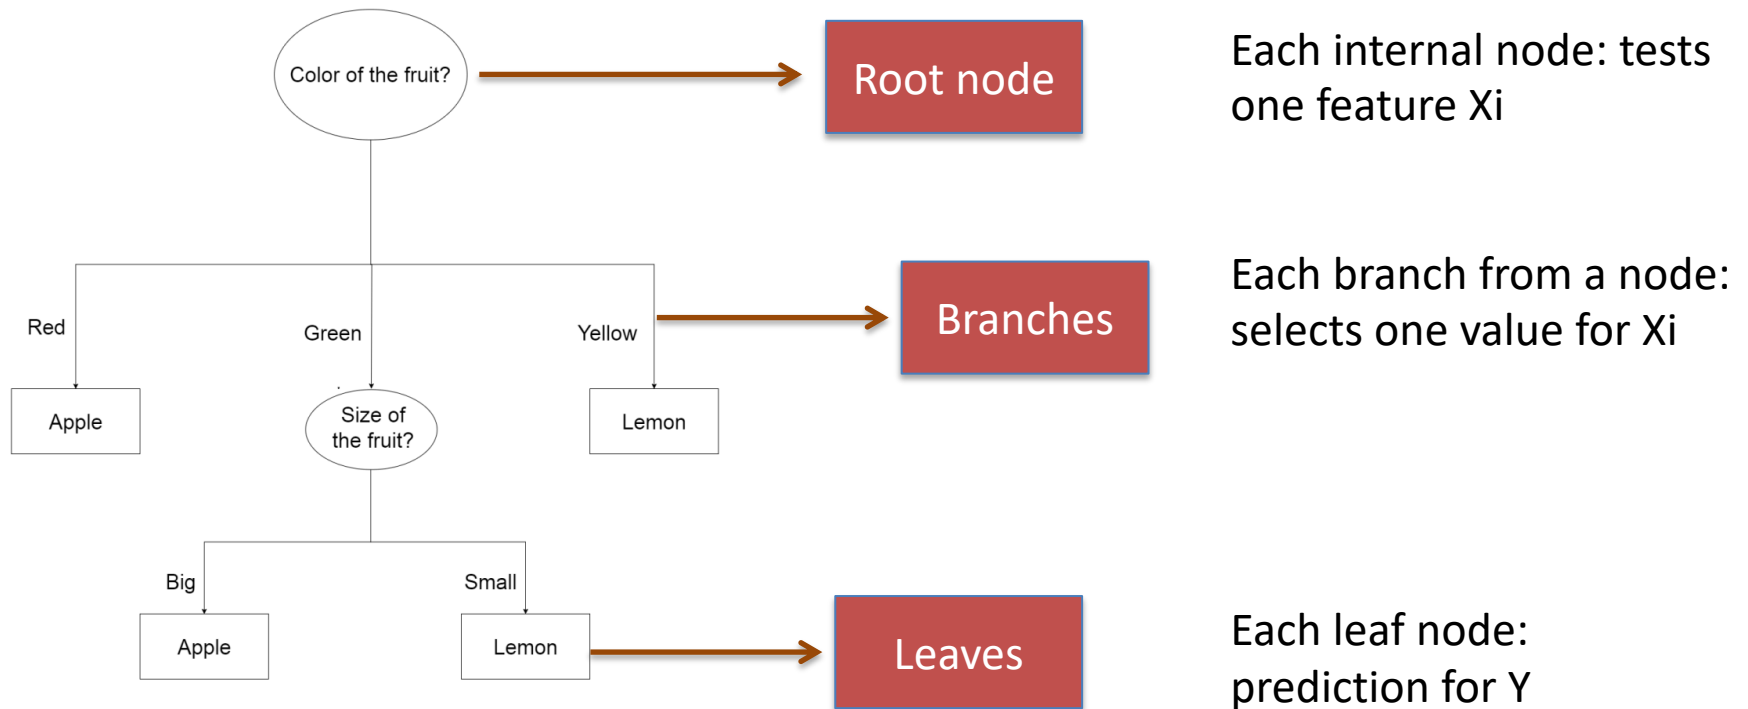 Color of the fruit?
Root node
Each internal node: tests
one feature Xi
Red
Green
Yellow
Branches
Each branch from a node:
selects one value for Xi
Apple
Size of
the fruit?
Lemon
Big
Small
Apple
Lemon
Leaves
Each leaf node:
prediction for Y